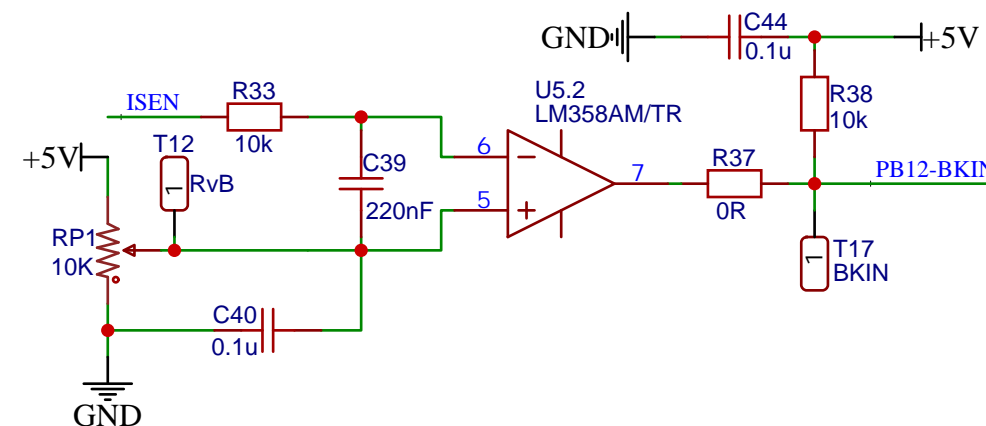 C44
GND
+5V
0.1u
U5.2
LM358AM/TR
R38
10k
ISEN
R33
10k
T12
+5V
1
RvB
C39
220nF
6
5
7
R37
0R
PB12-BKIN
RP1
10K
1
T17
BKIN
C40
0.1u
GND